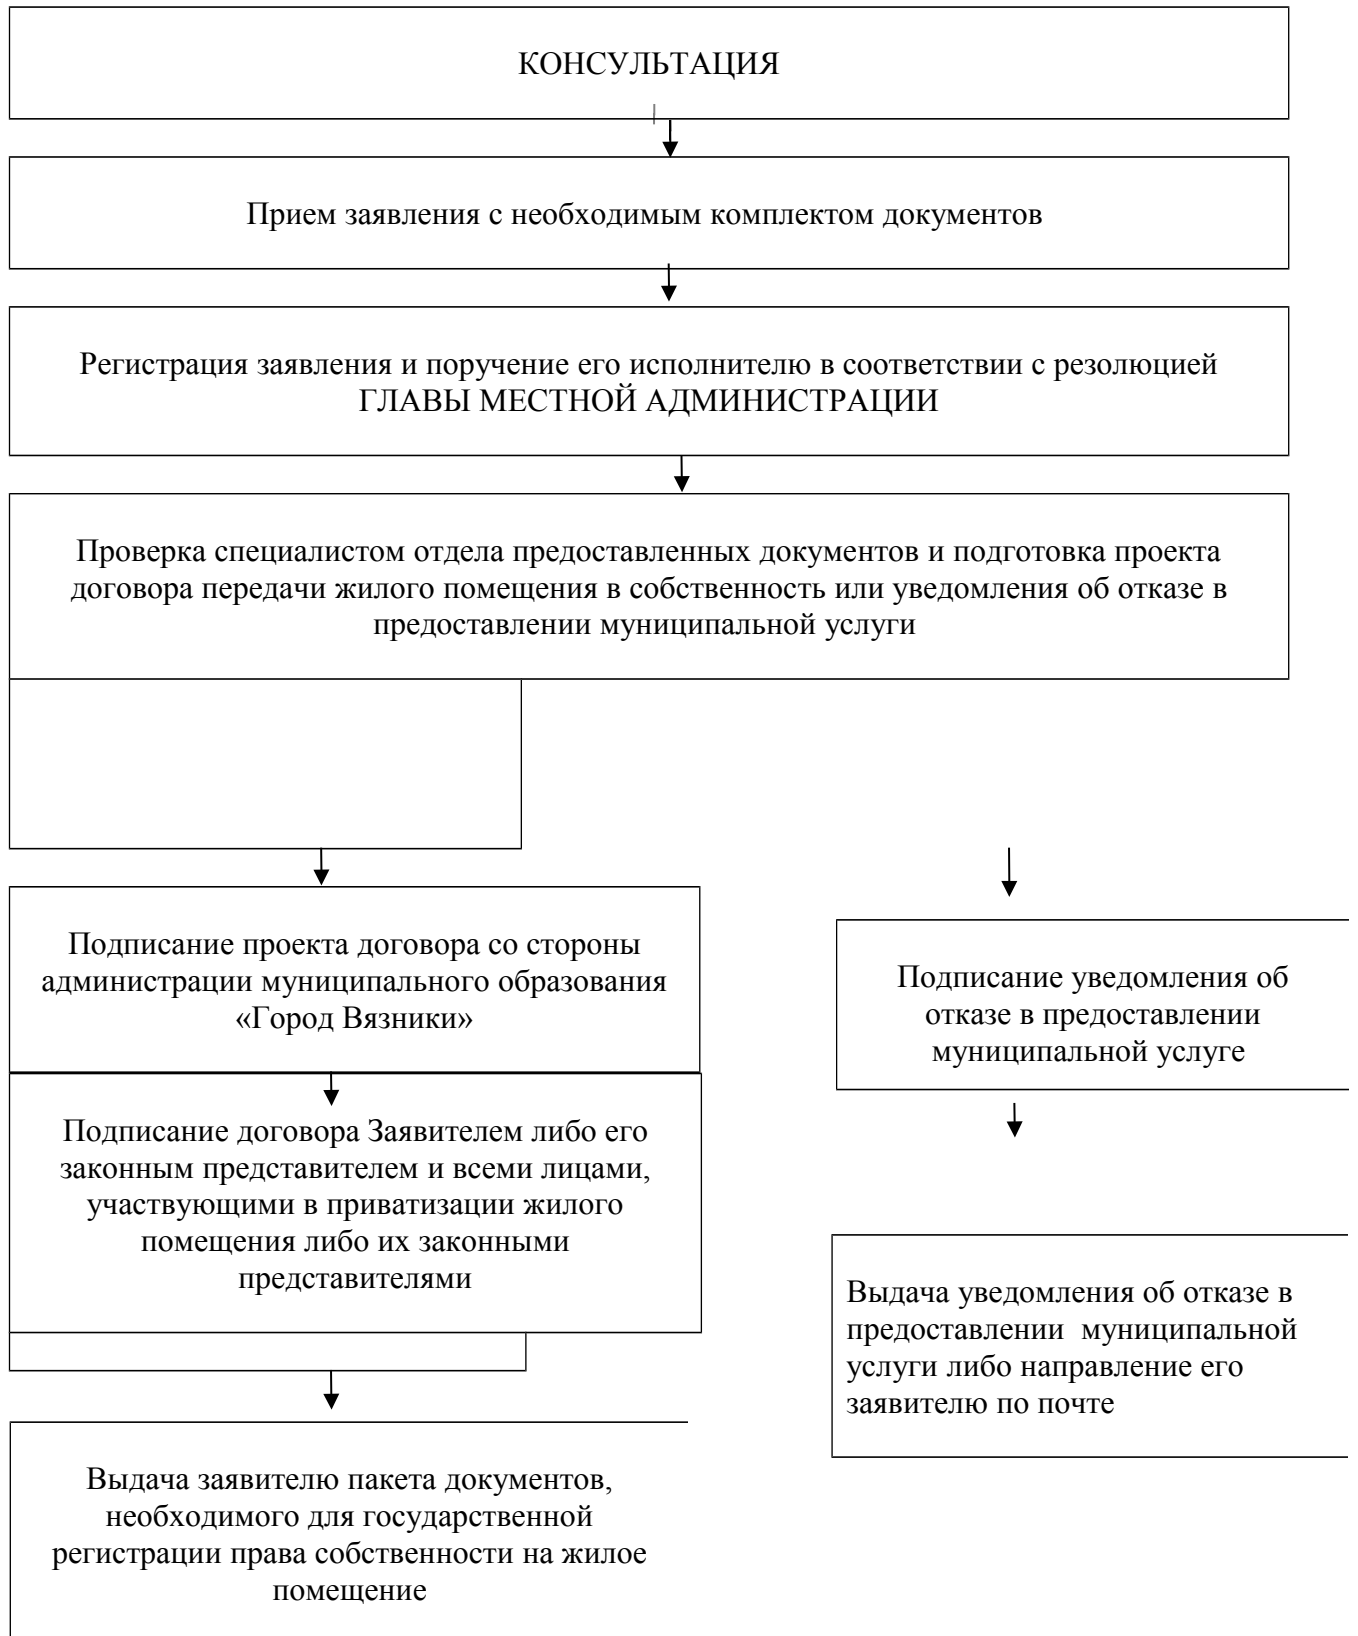 КОНСУЛЬТАЦИЯ
Прием заявления с необходимым комплектом документов
Регистрация заявления и поручение его исполнителю в соответствии с резолюцией
ГЛАВЫ МЕСТНОЙ АДМИНИСТРАЦИИ
Проверка специалистом отдела предоставленных документов и подготовка проекта
договора передачи жилого помещения в собственность или уведомления об отказе в
предоставлении муниципальной услуги
Подписание проекта договора со стороны
администрации муниципального образования
«Город Вязники»
Подписание договора Заявителем либо его
законным представителем и всеми лицами,
участвующими в приватизации жилого
помещения либо их законными
представителями
Выдача заявителю пакета документов,
необходимого для государственной
регистрации права собственности на жилое
помещение
Подписание уведомления об
отказе в предоставлении
муниципальной услуге
Выдача уведомления об отказе в
предоставлении  муниципальной
услуги либо направление его
заявителю по почте